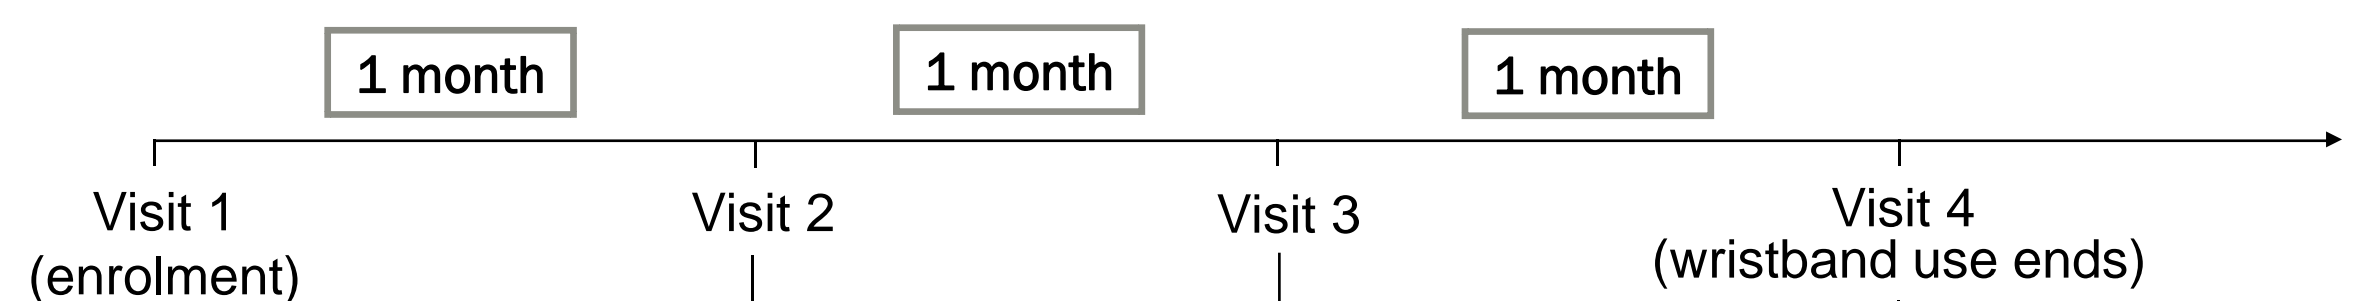 1 month
1 month
1 month
Visit 1
(enrolment)
Visit 2
Visit 3
Visit 4
(wristband use ends)